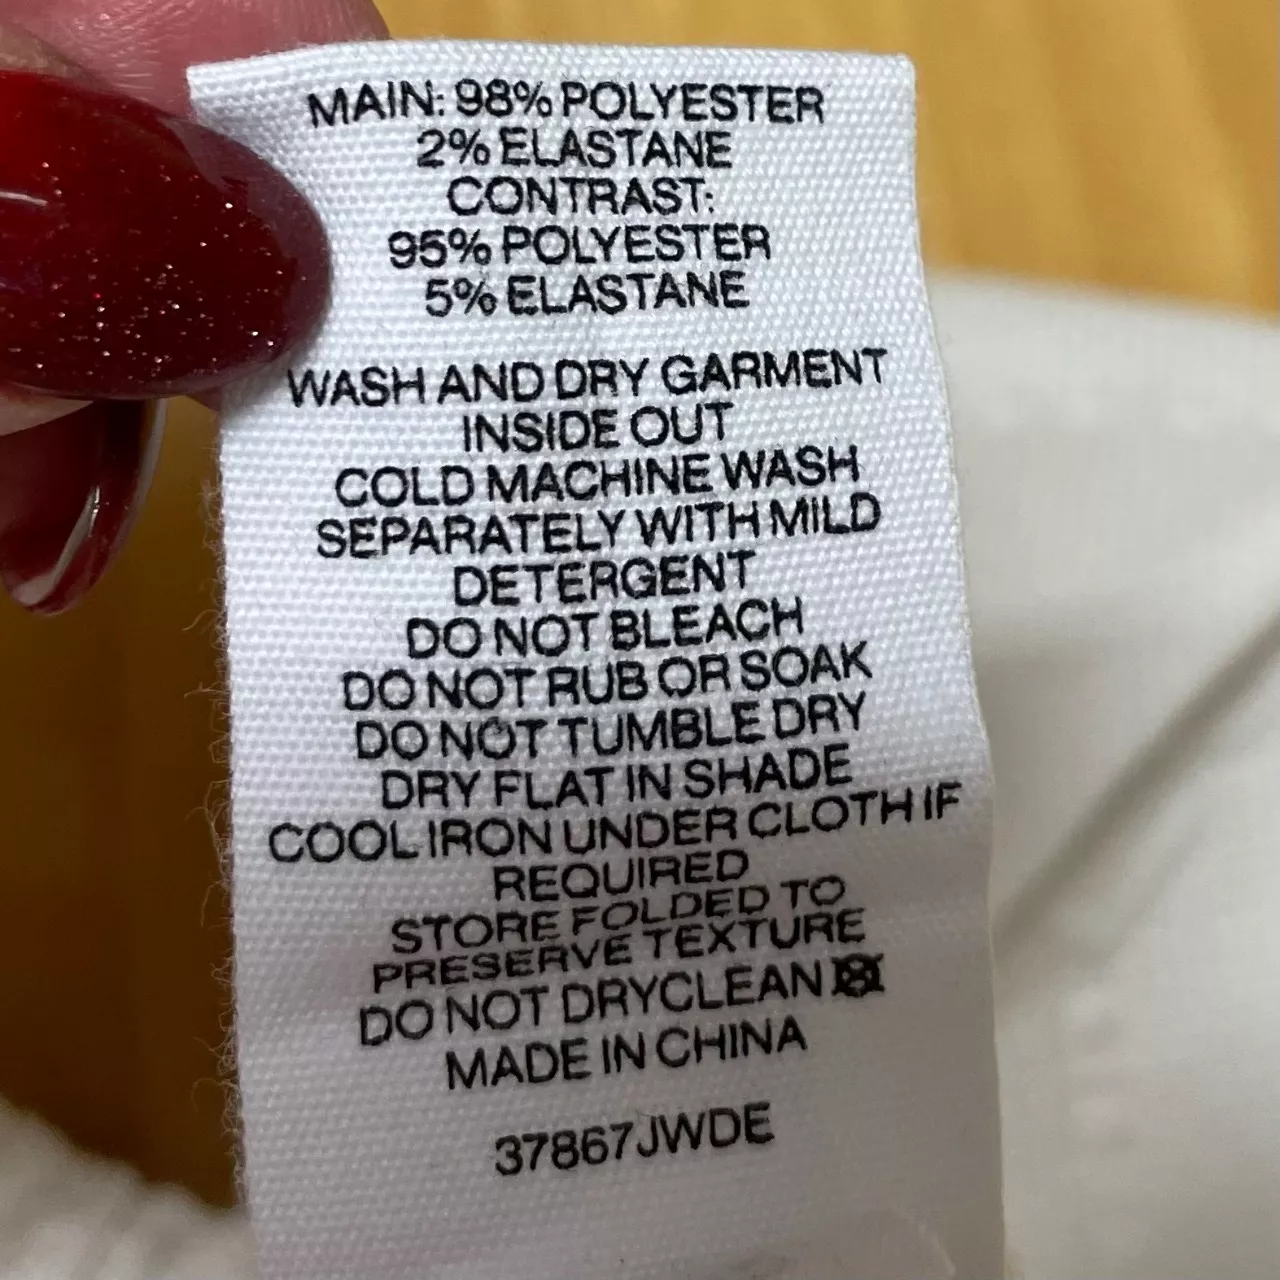 MAIN: 98% POLYESTER
2% ELASTANE
CONTRAST:
95% POLYESTER
5% ELASTANE
WASH AND DRY GARMENT
INSIDE OUT
COLD MACHINE WASH
SEPARATELY WITH MILD
DETERGENT
DO NOT BLEACH
DO NOT RUB OR SOAK
DO NOT TUMBLE DRY
DRY FLAT IN SHADE
COOL IRON UNDER CLOTH IF
REQUIRED
STORE FOLDED TO
PRESERVE TEXTURE
DO NOT DRYCLEAN
MADE IN CHINA
37867JWDE